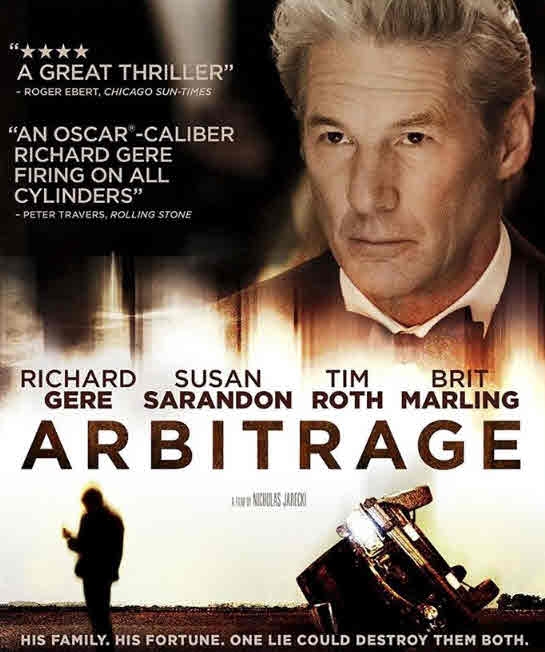 “★★★★
A GREAT THRILLER”
– ROGER EBERT, CHICAGO SUN-TIMES
“AN OSCAR®-CALIBER
RICHARD GERE
FIRING ON ALL
CYLINDERS”
– PETER TRAVERS, ROLLING STONE
RICHARD GERE SUSAN SARANDON TIM ROTH BRIT MARLING
ARBITRAGE
A FILM BY NICHOLAS JARECKI
HIS FAMILY. HIS FORTUNE. ONE LIE COULD DESTROY THEM BOTH.